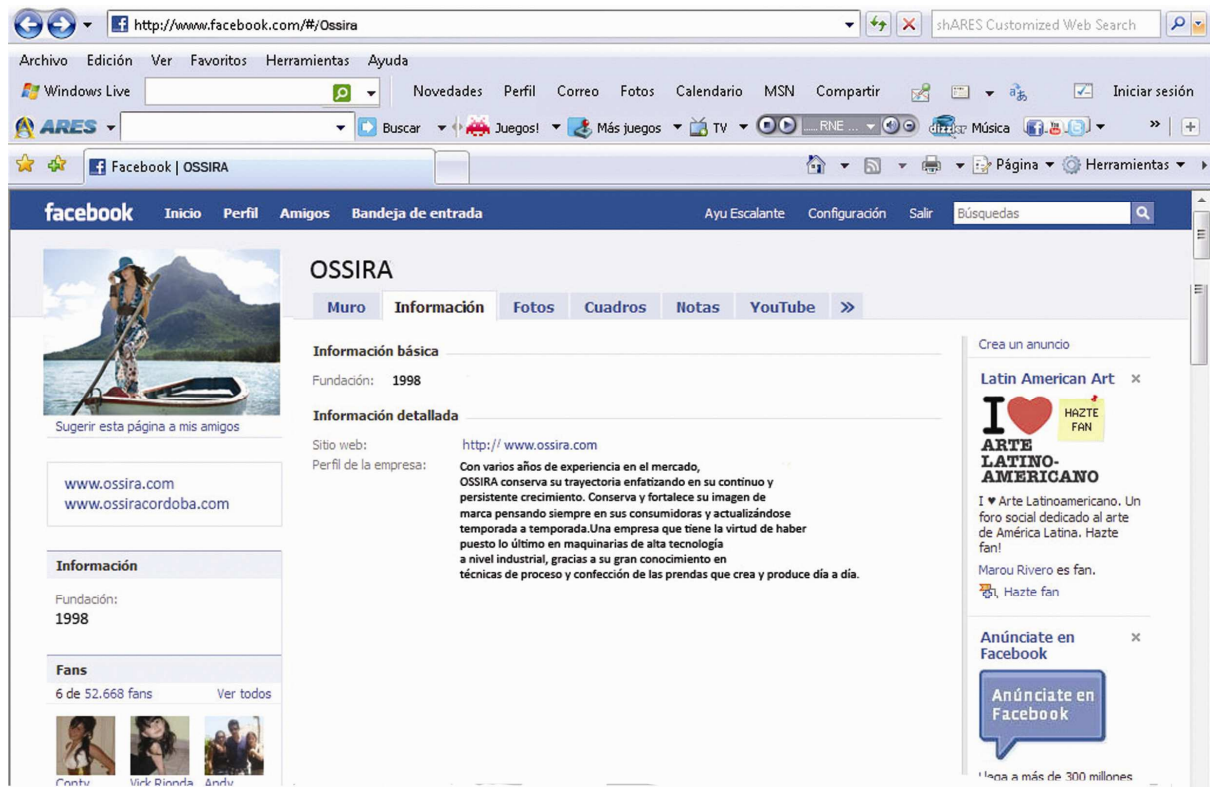 http://www.facebook.com/#/Ossira
shARES Customized Web Search
Archivo Edición Ver Favoritos Herramientas Ayuda
Windows Live Novedades Perfil Correo Fotos Calendario MSN Compartir Iniciar sesión
ARES Buscar Juegos! Más juegos TV ....RNE ... dizzler Música »
Facebook | OSSIRA Página Herramientas
facebook Inicio Perfil Amigos Bandeja de entrada Ayu Escalante Configuración Salir Búsquedas
OSSIRA
Muro Información Fotos Cuadros Notas YouTube »
Sugerir esta página a mis amigos
www.ossira.com
www.ossiracordoba.com
Información
Fundación:
1998
Fans
6 de 52.668 fans Ver todos
Conty Vick Rionda Andy
Información básica
Fundación: 1998
Información detallada
Sitio web: http:// www.ossira.com
Perfil de la empresa: Con varios años de experiencia en el mercado,
OSSIRA conserva su trayectoria enfatizando en su continuo y
persistente crecimiento. Conserva y fortalece su imagen de
marca pensando siempre en sus consumidoras y actualizándose
temporada a temporada.Una empresa que tiene la virtud de haber
puesto lo último en maquinarias de alta tecnología
a nivel industrial, gracias a su gran conocimiento en
técnicas de proceso y confección de las prendas que crea y produce día a día.
Crea un anuncio
Latin American Art ×
I
HAZTE
FAN
ARTE
LATINO-
AMERICANO
I ♥ Arte Latinoamericano. Un
foro social dedicado al arte
de América Latina. Hazte
fan!
Marou Rivero es fan.
Hazte fan
Anúnciate en ×
Facebook
Anúnciate en
Facebook
Llega a más de 300 millones